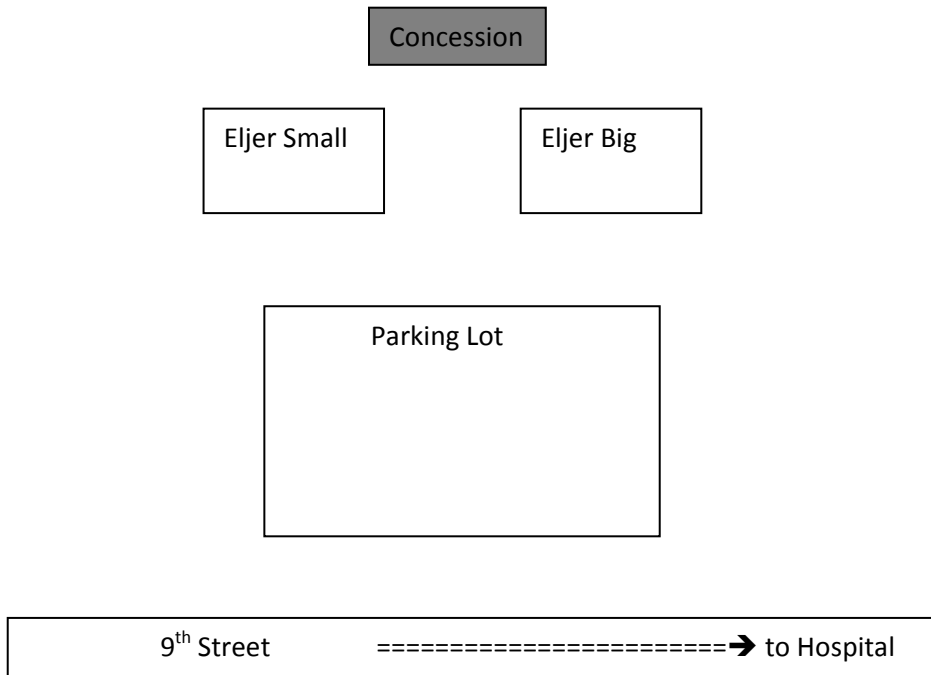 Concession
Eljer Small
Eljer Big
Parking Lot
9th Street ========================➔ to Hospital